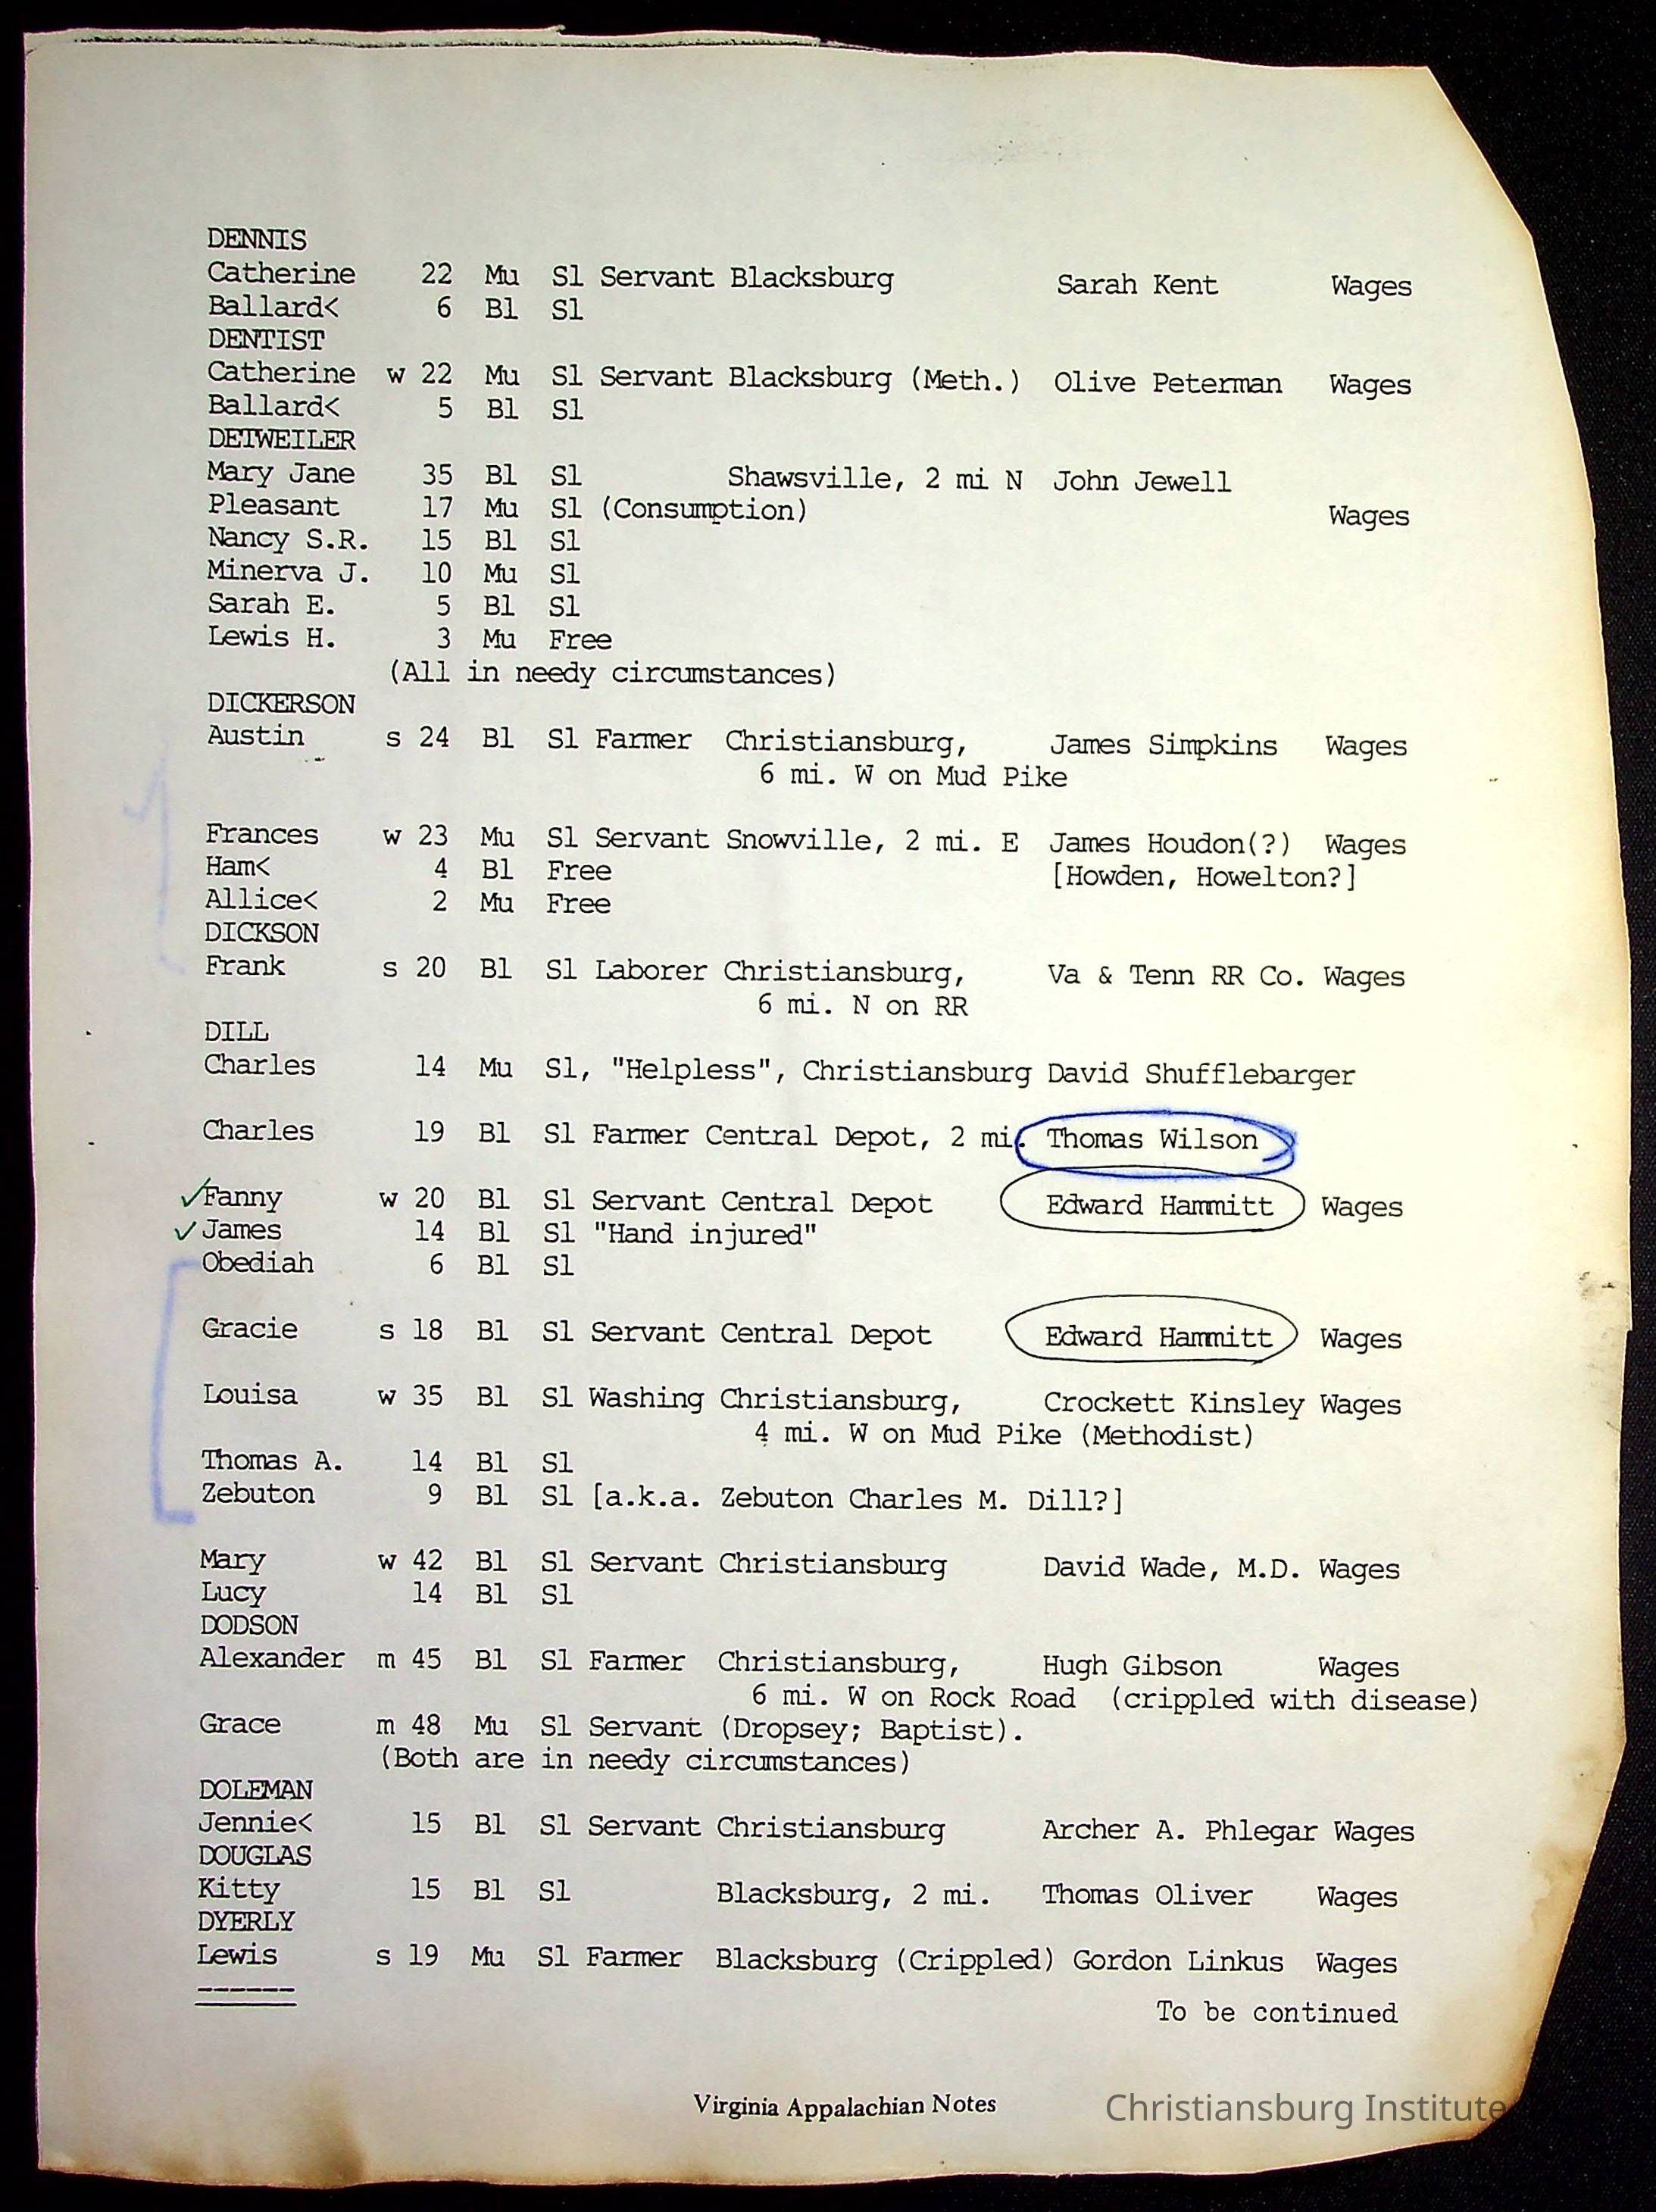 DENNIS
Catherine 22 Mu Sl Servant Blacksburg Sarah Kent Wages
Ballard< 6 Bl Sl
DENTIST
Catherine w 22 Mu Sl Servant Blacksburg (Meth.) Olive Peterman Wages
Ballard< 5 Bl Sl
DETWEILER
Mary Jane 35 Bl Sl Shawsville, 2 mi N John Jewell
Pleasant 17 Mu Sl (Consumption) Wages
Nancy S.R. 15 Bl Sl
Minerva J. 10 Mu Sl
Sarah E. 5 Bl Sl
Lewis H. 3 Mu Free
(All in needy circumstances)
DICKERSON
Austin s 24 Bl Sl Farmer Christiansburg, James Simpkins Wages
6 mi. W on Mud Pike
Frances w 23 Mu Sl Servant Snowville, 2 mi. E James Houdon(?) Wages
Ham< 4 Bl Free [Howden, Howelton?]
Allice< 2 Mu Free
DICKSON
Frank s 20 Bl Sl Laborer Christiansburg, Va & Tenn RR Co. Wages
6 mi. N on RR
DILL
Charles 14 Mu Sl, "Helpless", Christiansburg David Shufflebarger
Charles 19 Bl Sl Farmer Central Depot, 2 mi. Thomas Wilson
✓Fanny w 20 Bl Sl Servant Central Depot Edward Hammitt Wages
✓James 14 Bl Sl "Hand injured"
Obediah 6 Bl Sl
Gracie s 18 Bl Sl Servant Central Depot Edward Hammitt Wages
Louisa w 35 Bl Sl Washing Christiansburg, Crockett Kinsley Wages
4 mi. W on Mud Pike (Methodist)
Thomas A. 14 Bl Sl
Zebuton 9 Bl Sl [a.k.a. Zebuton Charles M. Dill?]
Mary w 42 Bl Sl Servant Christiansburg David Wade, M.D. Wages
Lucy 14 Bl Sl
DODSON
Alexander m 45 Bl Sl Farmer Christiansburg, Hugh Gibson Wages
6 mi. W on Rock Road (crippled with disease)
Grace m 48 Mu Sl Servant (Dropsey; Baptist).
(Both are in needy circumstances)
DOLEMAN
Jennie< 15 Bl Sl Servant Christiansburg Archer A. Phlegar Wages
DOUGLAS
Kitty 15 Bl Sl Blacksburg, 2 mi. Thomas Oliver Wages
DYERLY
Lewis s 19 Mu Sl Farmer Blacksburg (Crippled) Gordon Linkus Wages
------
To be continued
Virginia Appalachian Notes
Christiansburg Institute